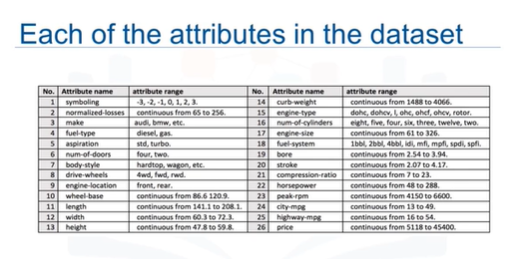 Each of the attributes in the dataset
No. Attribute name attribute range No. Attribute name attribute range
1 symboling -3, -2, -1, 0, 1, 2, 3. 14 curb-weight continuous from 1488 to 4066.
2 normalized-losses continuous from 65 to 256. 15 engine-type dohc, dohcv, l, ohc, ohcf, ohcv, rotor.
3 make audi, bmw, etc. 16 num-of-cylinders eight, five, four, six, three, twelve, two.
4 fuel-type diesel, gas. 17 engine-size continuous from 61 to 326.
5 aspiration std, turbo. 18 fuel-system 1bbl, 2bbl, 4bbl, idi, mfi, mpfi, spdi, spfi.
6 num-of-doors four, two. 19 bore continuous from 2.54 to 3.94.
7 body-style hardtop, wagon, etc. 20 stroke continuous from 2.07 to 4.17.
8 drive-wheels 4wd, fwd, rwd. 21 compression-ratio continuous from 7 to 23.
9 engine-location front, rear. 22 horsepower continuous from 48 to 288.
10 wheel-base continuous from 86.6 120.9. 23 peak-rpm continuous from 4150 to 6600.
11 length continuous from 141.1 to 208.1. 24 city-mpg continuous from 13 to 49.
12 width continuous from 60.3 to 72.3. 25 highway-mpg continuous from 16 to 54.
13 height continuous from 47.8 to 59.8. 26 price continuous from 5118 to 45400.